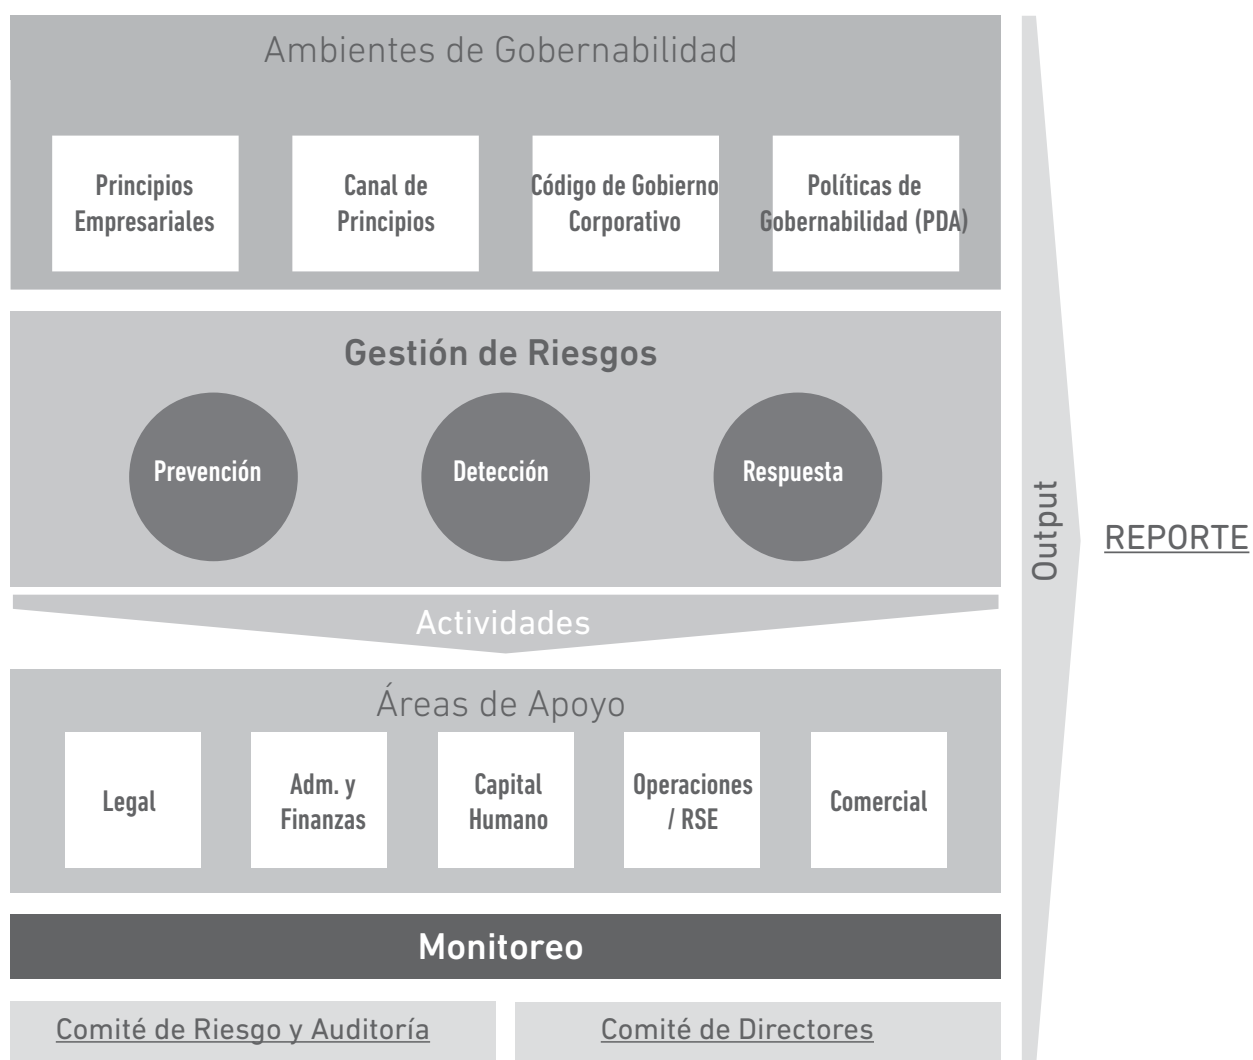 Ambientes de Gobernabilidad
Principios
Empresariales
Canal de
Principios
Código de Gobierno
Corporativo
Políticas de
Gobernabilidad (PDA)
Gestión de Riesgos
Prevención
Detección
Respuesta
Actividades
Áreas de Apoyo
Legal
Adm. y
Finanzas
Capital
Humano
Operaciones
/ RSE
Comercial
Monitoreo
Comité de Riesgo y Auditoría
Comité de Directores
Output
REPORTE